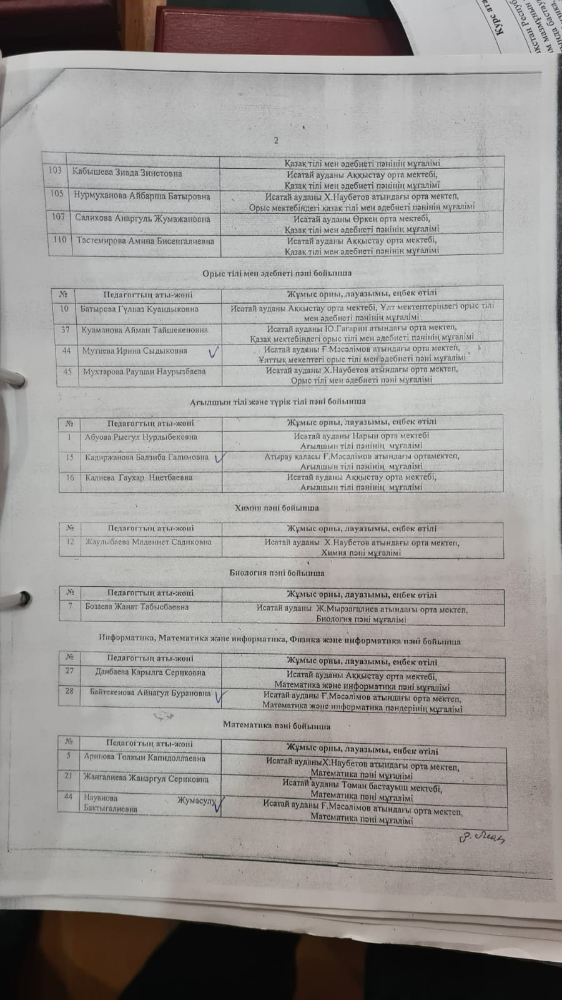 Курс ата
2
Қазақ тілі мен әдебиеті пәнінің мұғалімі
103 Кабышева Зиада Зинетовна Исатай ауданы Аққыстау орта мектебі,
Қазақ тілі мен әдебиеті пәнінің мұғалімі
105 Нурмуханова Айбарша Батыровна Исатай ауданы Х.Наубетов атындағы орта мектеп,
Орыс мектебіндегі қазақ тілі мен әдебиеті пәнінің мұғалімі
107 Салихова Анаргуль Жумажановна Исатай ауданы Өркен орта мектебі,
Қазақ тілі мен әдебиеті пәнінің мұғалімі
110 Тастемирова Амина Бисенгалиевна Исатай ауданы Аққыстау орта мектебі,
Қазақ тілі мен әдебиеті пәнінің мұғалімі
Орыс тілі мен әдебиеті пәні бойынша
№ Педагогтың аты-жөні Жұмыс орны, лауазымы, еңбек өтілі
10 Батырова Гүлназ Куандыковна Исатай ауданы Аққыстау орта мектебі, Ұлт мектептеріндегі орыс тілі
мен әдебиеті пәнінің мұғалімі
37 Кулманова Айман Тайшекеновна Исатай ауданы Ю.Гагарин атындағы орта мектеп,
Қазақ мектебіндегі орыс тілі мен әдебиеті пәнінің мұғалімі
44 Мутиева Ирина Сыдыковна Исатай ауданы Ғ.Мәсәлімов атындағы орта мектеп,
Ұлттық мекептегі орыс тілі мен әдебиеті пәні мұғалімі
45 Мухтарова Раушан Наурызбаева Исатай ауданы Х.Наубетов атындағы орта мектеп,
Орыс тілі мен әдебиеті пәні мұғалімі
Ағылшын тілі және түрік тілі пәні бойынша
№ Педагогтың аты-жөні Жұмыс орны, лауазымы, еңбек өтілі
1 Абуова Рысгул Нурлыбековна Исатай ауданы Нарын орта мектебі
Ағылшын тілі пәнінің мұғалімі
15 Кадиржанова Балзиба Галимовна Атырау қаласы Ғ.Мәсәлімов атындағы ортамектеп,
Ағылшын тілі пәнінің мұғалімі
16 Калиева Гаухар Ниетбаевна Исатай ауданы Аққыстау орта мектебі,
Ағылшын тілі пәнінің мұғалімі
Химия пәні бойынша
№ Педагогтың аты-жөні Жұмыс орны, лауазымы, еңбек өтілі
12 Жаулыбаева Мадениет Садиковна Исатай ауданы Х.Наубетов атындағы орта мектеп,
Химия пәні мұғалімі
Биология пәні бойынша
№ Педагогтың аты-жөні Жұмыс орны, лауазымы, еңбек өтілі
7 Бозаева Жанат Табысбаевна Исатай ауданы Ж.Мырзағалиев атындағы орта мектеп,
Биология пәні мұғалімі
Информатика, Математика және информатика, Физика және информатика пәні бойынша
№ Педагогтың аты-жөні Жұмыс орны, лауазымы, еңбек өтілі
27 Данбаева Карылга Сериковна Исатай ауданы Аққыстау орта мектебі,
Математика және информатика пәні мұғалімі
28 Байтекенова Айнагул Бурановна Исатай ауданы Ғ.Мәсәлімов атындағы орта мектеп,
Математика және информатика пәндерінің мұғалімі
Математика пәні бойынша
№ Педагогтың аты-жөні Жұмыс орны, лауазымы, еңбек өтілі
5 Аринова Толкын Капидоллаевна Исатай ауданыХ.Наубетов атындағы орта мектеп,
Математика пәні мұғалімі
21 Жангалиева Жанаргул Сериковна Исатай ауданы Томан бастауыш мектебі,
Математика пәні мұғалімі
44 Науанова Жумасулу Исатай ауданы Ғ.Мәсәлімов атындағы орта мектеп,
Бактыгалиевна Математика пәні мұғалімі